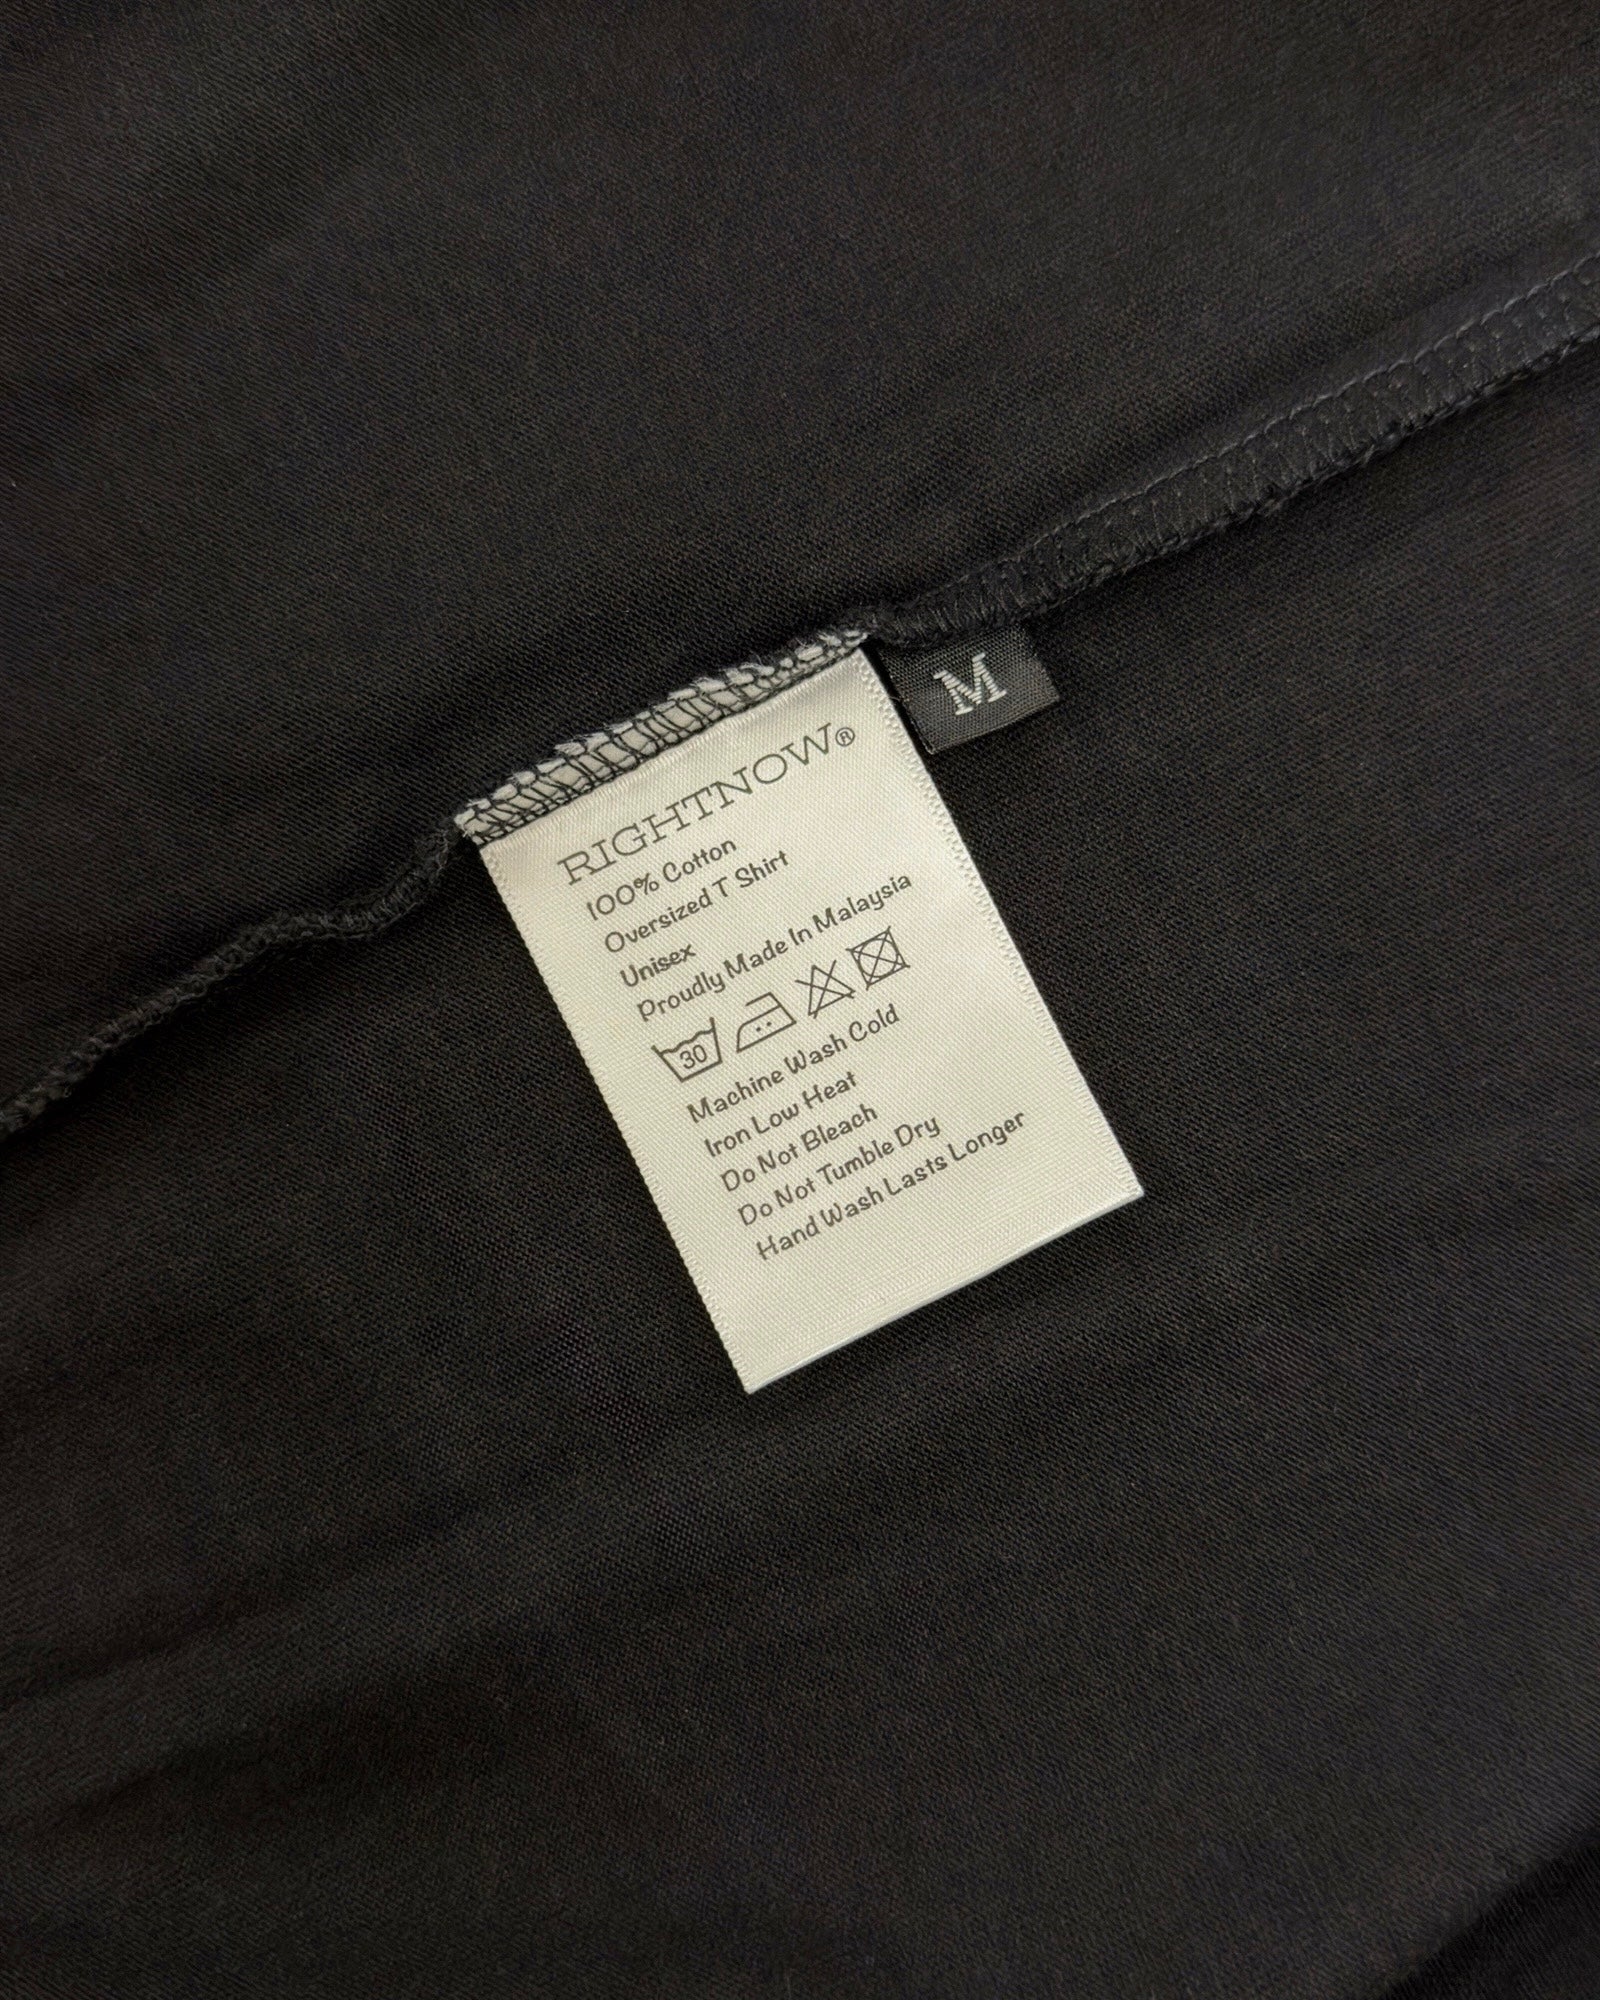 RIGHTNOW®
100% Cotton
Oversized T Shirt
Unisex
Proudly Made In Malaysia
30
Machine Wash Cold
Iron Low Heat
Do Not Bleach
Do Not Tumble Dry
Hand Wash Lasts Longer
M